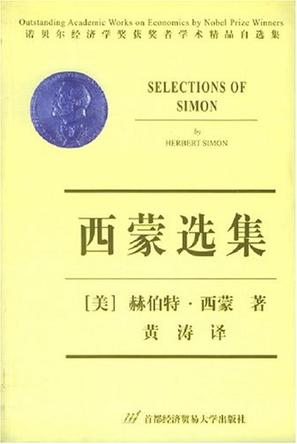 Outstanding Academic Works on Economics by Nobel Prize Winners
诺贝尔经济学奖获奖者学术精品自选集
SELECTIONS OF
SIMON
by
HERBERT SIMON
西蒙选集
[美] 赫伯特·西蒙 著
黄涛译
首都经济贸易大学出版社